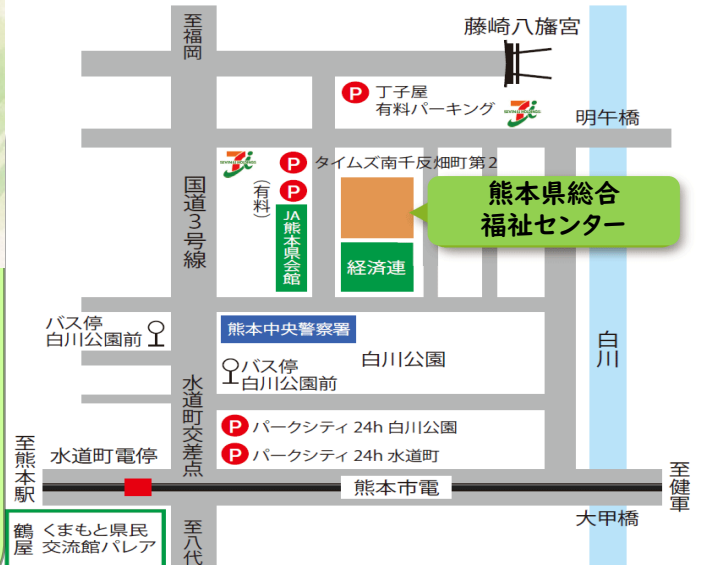 至福岡
藤崎八旛宮
丁子屋
有料パーキング
明午橋
P
タイムズ南千反畑町第2
P
P
(有料)
JA熊本県会館
国道3号線
熊本県総合
福祉センター
経済連
バス停
白川公園前
熊本中央警察署
バス停
白川公園前
白川公園
白川
水道町交差点
P パークシティ24h 白川公園
P パークシティ24h 水道町
至熊本駅
水道町電停
熊本市電
至健軍
大甲橋
鶴屋
くまもと県民
交流館パレア
至八代